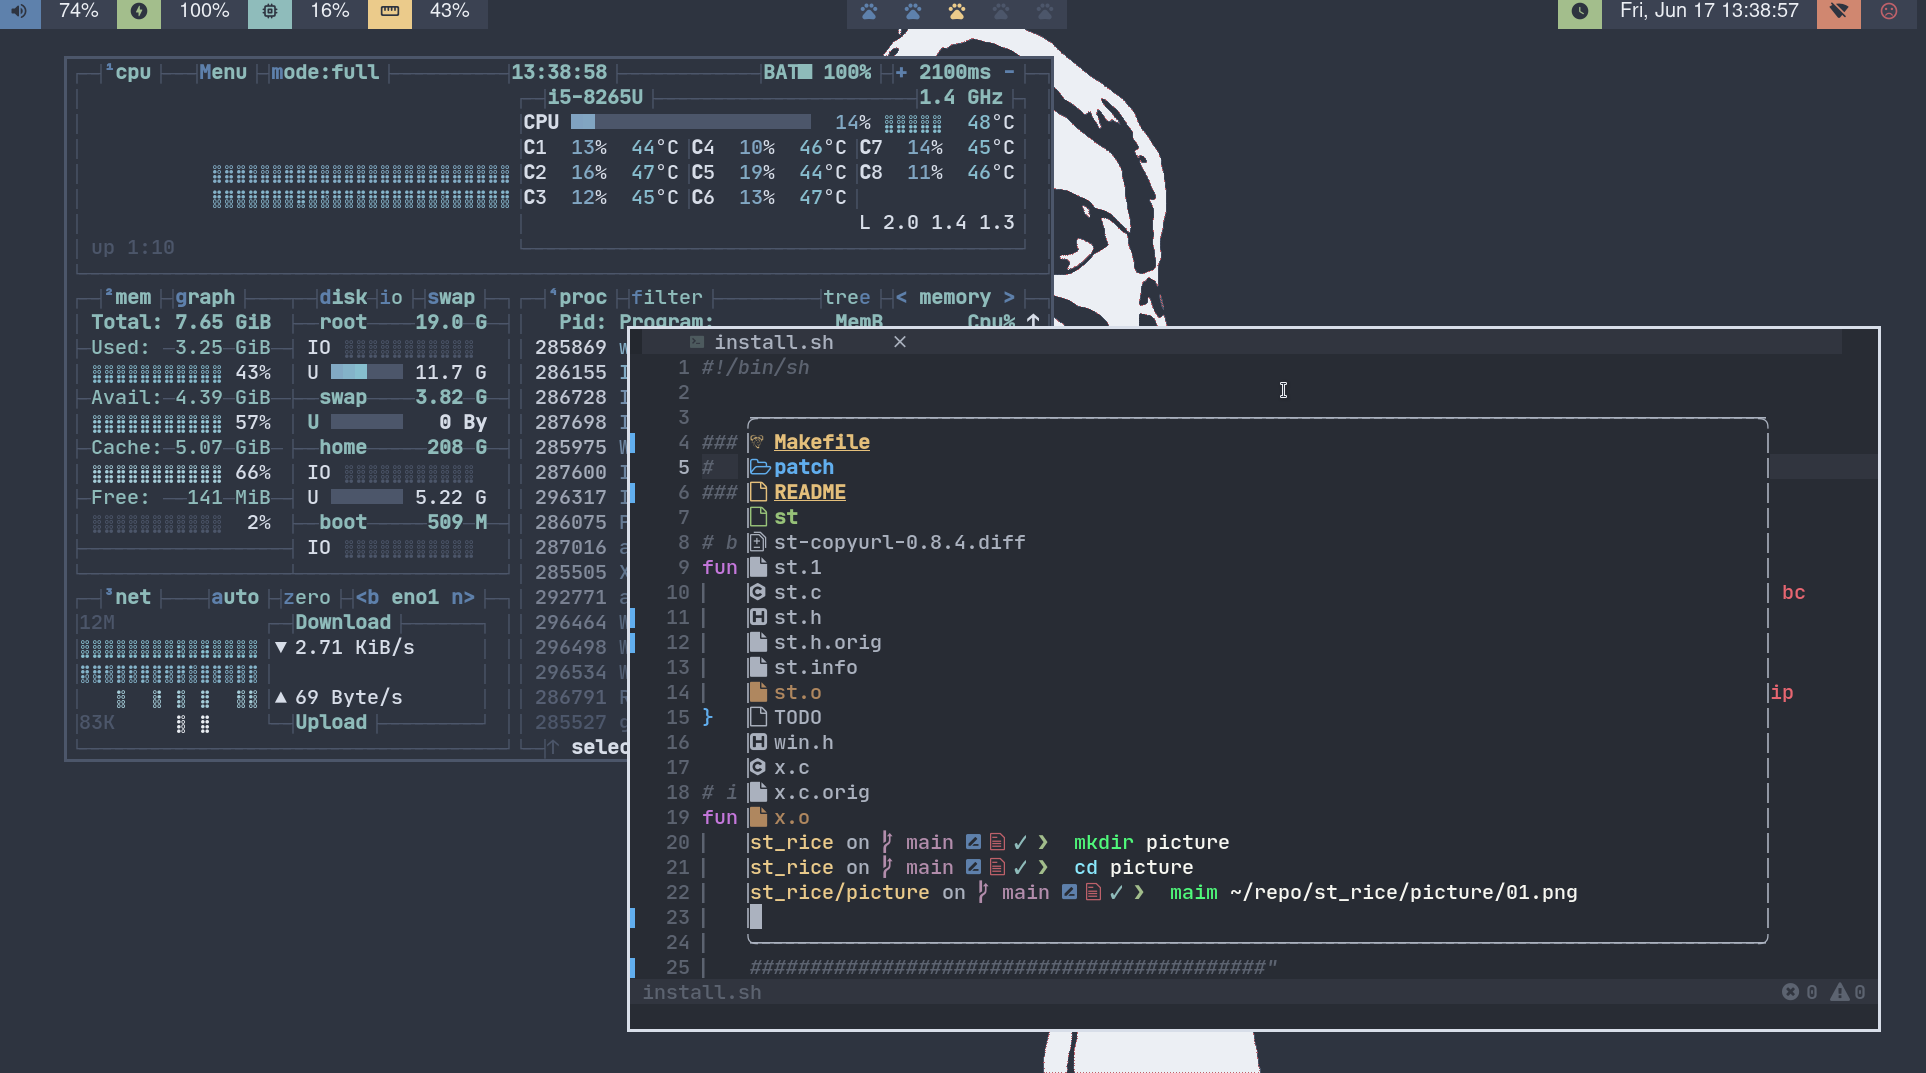 74% 100% 16% 43% Fri, Jun 17 13:38:57
¹cpu Menu mode:full 13:38:58 BAT 100% + 2100ms -
i5-8265U 1.4 GHz
CPU 14% 48°C
C1 13% 44°C C4 10% 46°C C7 14% 45°C
C2 16% 47°C C5 19% 44°C C8 11% 46°C
C3 12% 45°C C6 13% 47°C
L 2.0 1.4 1.3
up 1:10
²mem graph disk io swap
Total: 7.65 GiB
Used: 3.25 GiB
43%
Avail: 4.39 GiB
57%
Cache: 5.07 GiB
66%
Free: 141 MiB
2%
root 19.0 G
IO
U 11.7 G
swap 3.82 G
U 0 By
home 208 G
IO
U 5.22 G
boot 509 M
IO
³net auto zero <b eno1 n>
12M Download
▼ 2.71 KiB/s
▲ 69 Byte/s
83K Upload
⁴proc filter tree < memory >
Pid: Program: MemB Cpu% ↑
285869
286155
286728
287698
285975
287600
296317
286075
287016
285505
292771
296464
296498
296534
286791
285527
↑ selec
install.sh ×
1 #!/bin/sh
2
3
4 ### Makefile
5 # patch
6 ### README
7 st
8 # b st-copyurl-0.8.4.diff
9 fun st.1
10 st.c bc
11 st.h
12 st.h.orig
13 st.info
14 st.o ip
15 } TODO
16 win.h
17 x.c
18 # i x.c.orig
19 fun x.o
20 st_rice on main ✓ ❯ mkdir picture
21 st_rice on main ✓ ❯ cd picture
22 st_rice/picture on main ✓ ❯ maim ~/repo/st_rice/picture/01.png
23
24
25 ###########################################"
install.sh 0 0